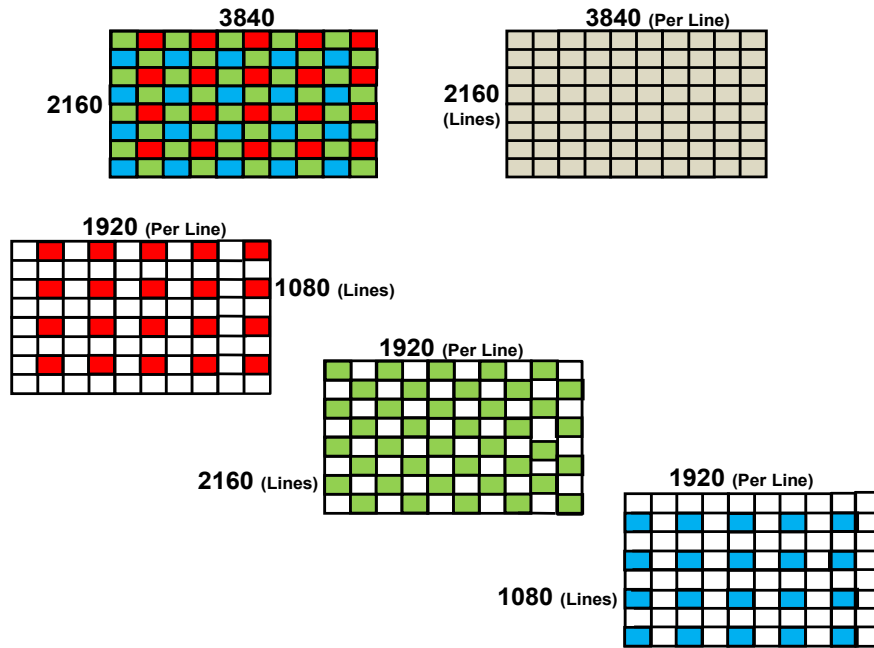 3840
2160
3840 (Per Line)
2160
(Lines)
1920 (Per Line)
1080 (Lines)
1920 (Per Line)
2160 (Lines)
1920 (Per Line)
1080 (Lines)